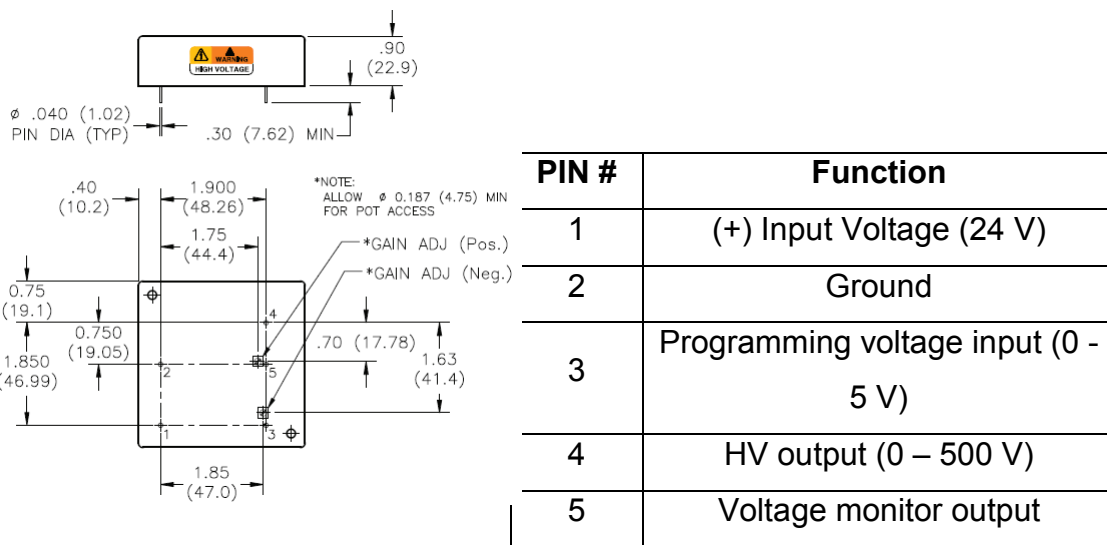 WARNING
HIGH VOLTAGE
.90
(22.9)
ø .040 (1.02)
PIN DIA (TYP)
.30 (7.62) MIN
.40
(10.2)
1.900
(48.26)
*NOTE:
ALLOW ø 0.187 (4.75) MIN
FOR POT ACCESS
1.75
(44.4)
*GAIN ADJ (Pos.)
*GAIN ADJ (Neg.)
0.75
(19.1)
0.750
(19.05)
1.850
(46.99)
4
.70 (17.78)
1.63
(41.4)
2
5
1
3
1.85
(47.0)
PIN # Function
1 (+) Input Voltage (24 V)
2 Ground
3 Programming voltage input (0 -
5 V)
4 HV output (0 – 500 V)
5 Voltage monitor output